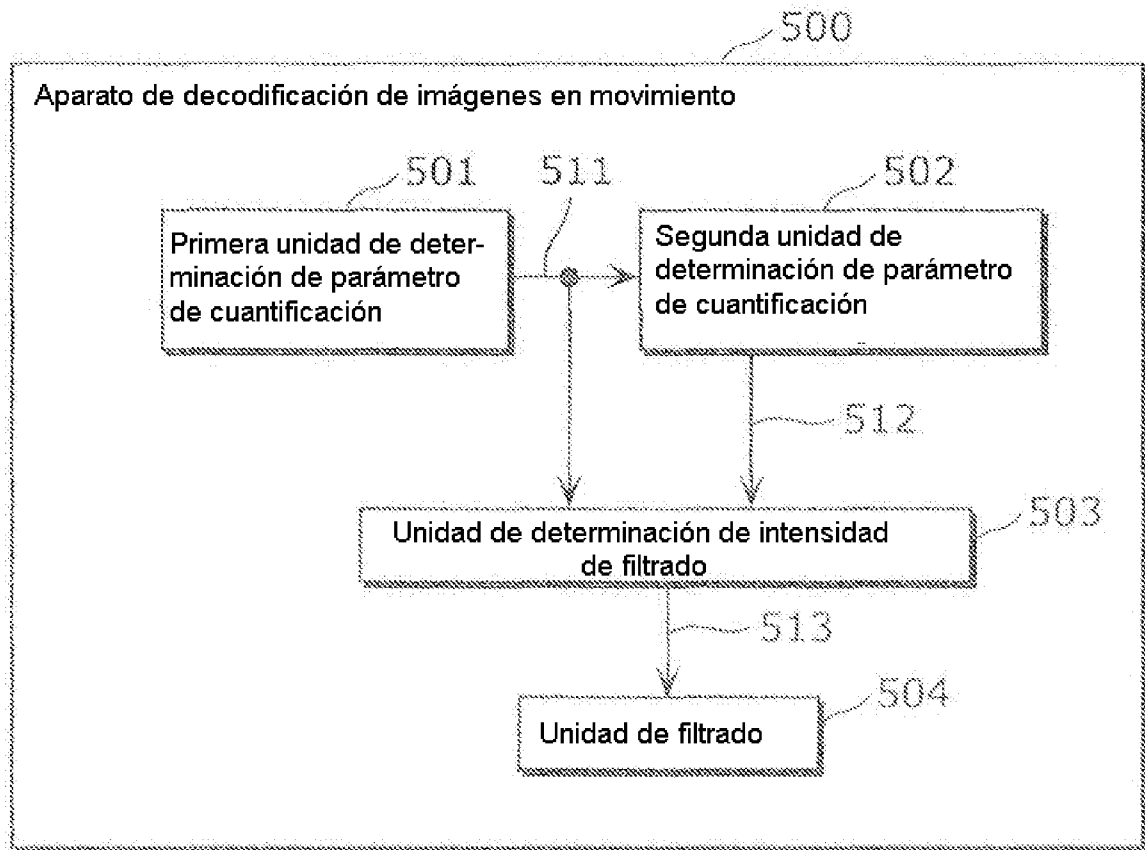 500
Aparato de decodificación de imágenes en movimiento
501
511
502
Primera unidad de deter-
minación de parámetro
de cuantificación
Segunda unidad de
determinación de parámetro
de cuantificación
512
Unidad de determinación de intensidad
de filtrado
503
513
504
Unidad de filtrado